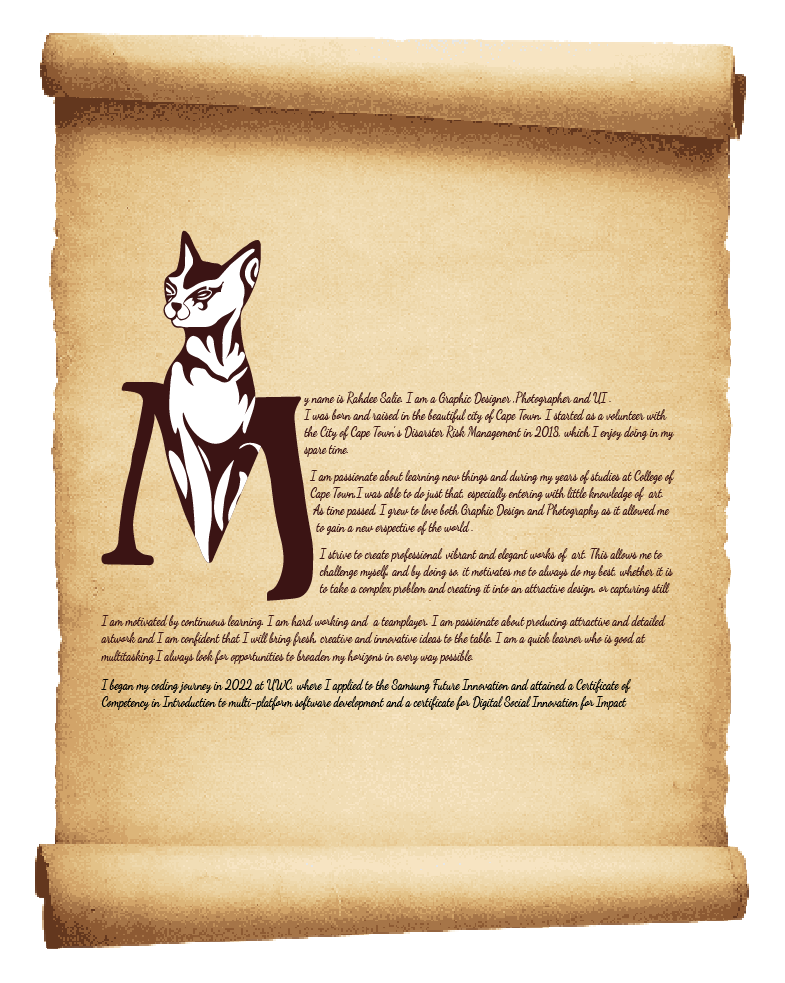 My name is Rahdee Salie. I am a Graphic Designer ,Photographer and UI .
I was born and raised in the beautiful city of Cape Town. I started as a volunteer with
the City of Cape Town's Disarster Risk Management in 2018, which I enjoy doing in my
spare time.
I am passionate about learning new things and during my years of studies at College of
Cape Town,I was able to do just that, especially entering with little knowledge of art.
As time passed, I grew to love both Graphic Design and Photography as it allowed me
to gain a new erspective of the world .
I strive to create professional, vibrant and elegant works of art. This allows me to
challenge myself, and by doing so, it motivates me to always do my best, whether it is
to take a complex problem and creating it into an attractive design, or capturing still
I am motivated by continuous learning. I am hard working and a teamplayer. I am passionate about producing attractive and detailed
artwork and I am confident that I will bring fresh, creative and innovative ideas to the table. I am a quick learner who is good at
multitasking.I always look for opportunities to broaden my horizons in every way possible.
I began my coding journey in 2022 at UWC, where I applied to the Samsung Future Innovation and attained a Certificate of
Competency in Introduction to multi-platform software development and a certificate for Digital Social Innovation for Impact